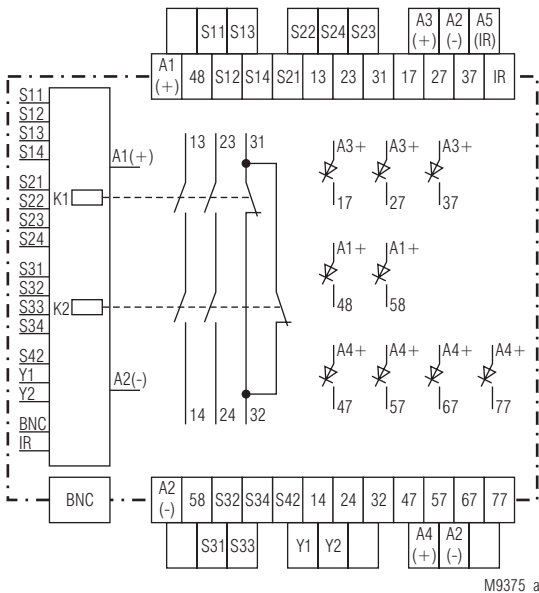 S11 S13 S22 S24 S23 A3 (+) A2 (-) A5 (IR)
A1 (+) 48 S12 S14 S21 13 23 31 17 27 37 IR
S11
S12
S13
S14
A1(+)
S21
K1
S22
S23
S24
S31
S32
K2
S33
S34
S42
Y1
A2(-)
Y2
BNC
IR
13 23 31
14 24 32
A3+ A3+ A3+
17 27 37
A1+ A1+
48 58
A4+ A4+ A4+ A4+
47 57 67 77
BNC
A2 (-) 58 S32 S34 S42 14 24 32 47 57 67 77
S31 S33 Y1 Y2 A4 (+) A2 (-)
M9375 a